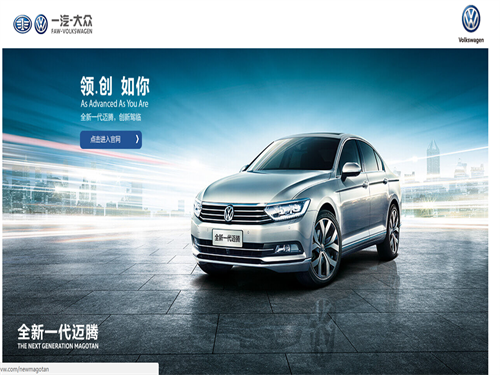 一汽-大众
FAW-VOLKSWAGEN
Volkswagen
领.创 如你
As Advanced As You Are
全新一代迈腾，创新驾临
点击进入官网 》
全新一代迈腾
全新一代迈腾
THE NEXT GENERATION MAGOTAN
vw.com/newmagotan